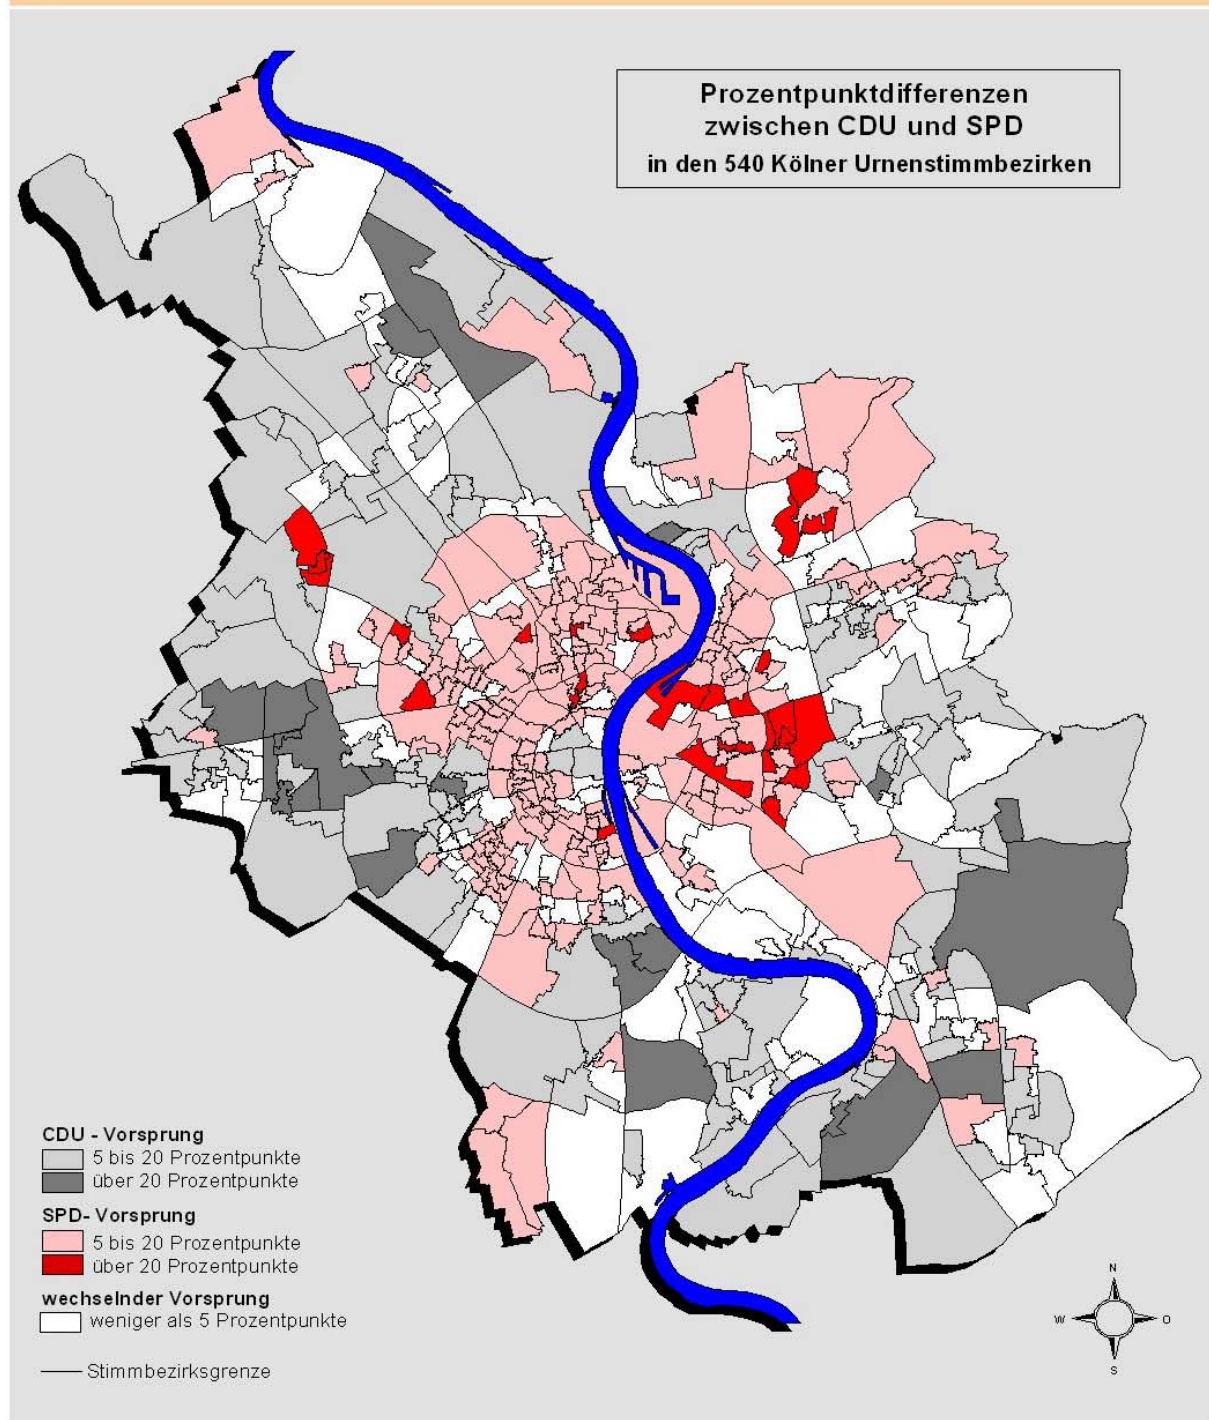 Prozentpunktdifferenzen
zwischen CDU und SPD
in den 540 Kölner Urnenstimmbezirken
CDU - Vorsprung
5 bis 20 Prozentpunkte
über 20 Prozentpunkte
SPD- Vorsprung
5 bis 20 Prozentpunkte
über 20 Prozentpunkte
wechselnder Vorsprung
weniger als 5 Prozentpunkte
Stimmbezirksgrenze
N
W O
S